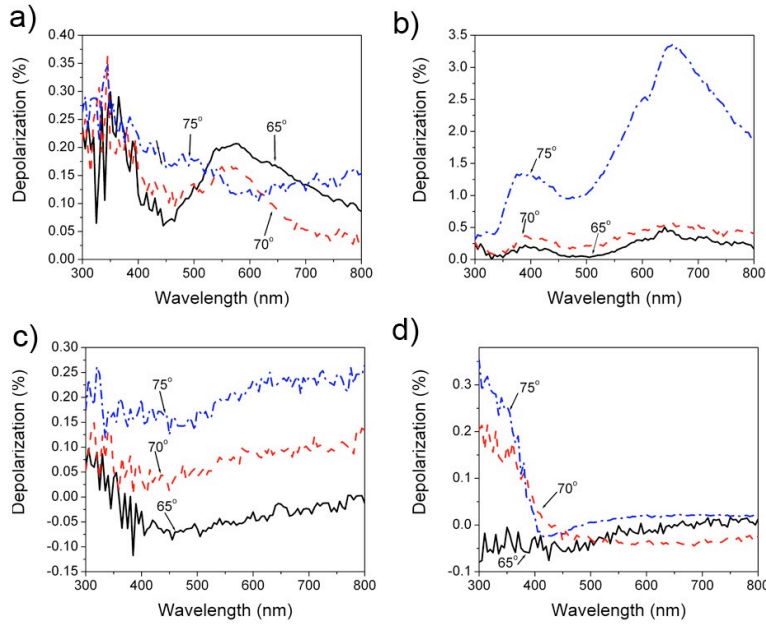 a)
0.40
0.35
0.30
0.25
0.20
0.15
0.10
0.05
0.00
Depolarization (%)
75°
65°
70°
300 400 500 600 700 800
Wavelength (nm)
b)
3.5
3.0
2.5
2.0
1.5
1.0
0.5
0.0
Depolarization (%)
75°
70°
65°
300 400 500 600 700 800
Wavelength (nm)
c)
0.30
0.25
0.20
0.15
0.10
0.05
0.00
-0.05
-0.10
-0.15
Depolarization (%)
75°
70°
65°
300 400 500 600 700 800
Wavelength (nm)
d)
0.3
0.2
0.1
0.0
-0.1
Depolarization (%)
75°
70°
65°
300 400 500 600 700 800
Wavelength (nm)